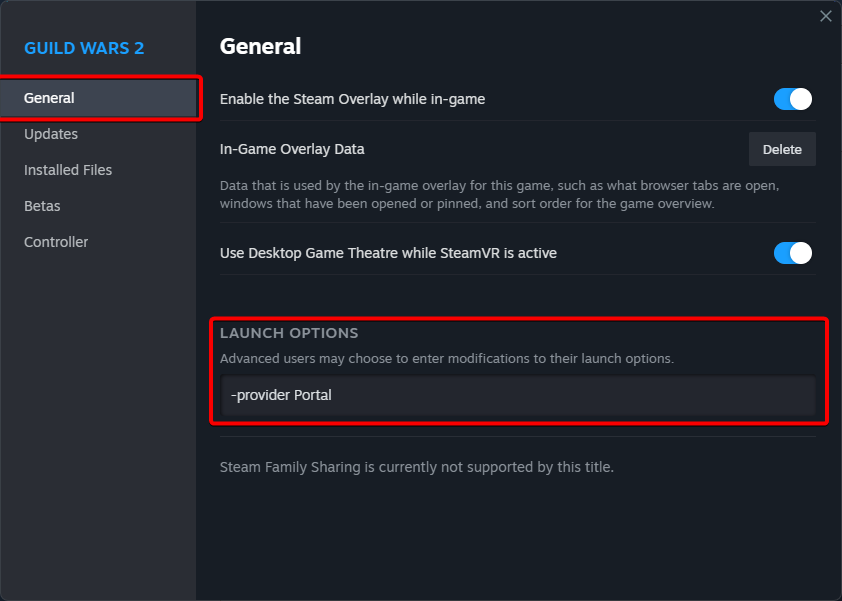 GUILD WARS 2
General
Updates
Installed Files
Betas
Controller
General
Enable the Steam Overlay while in-game
In-Game Overlay Data
Delete
Data that is used by the in-game overlay for this game, such as what browser tabs are open,
windows that have been opened or pinned, and sort order for the game overview.
Use Desktop Game Theatre while SteamVR is active
LAUNCH OPTIONS
Advanced users may choose to enter modifications to their launch options.
-provider Portal
Steam Family Sharing is currently not supported by this title.